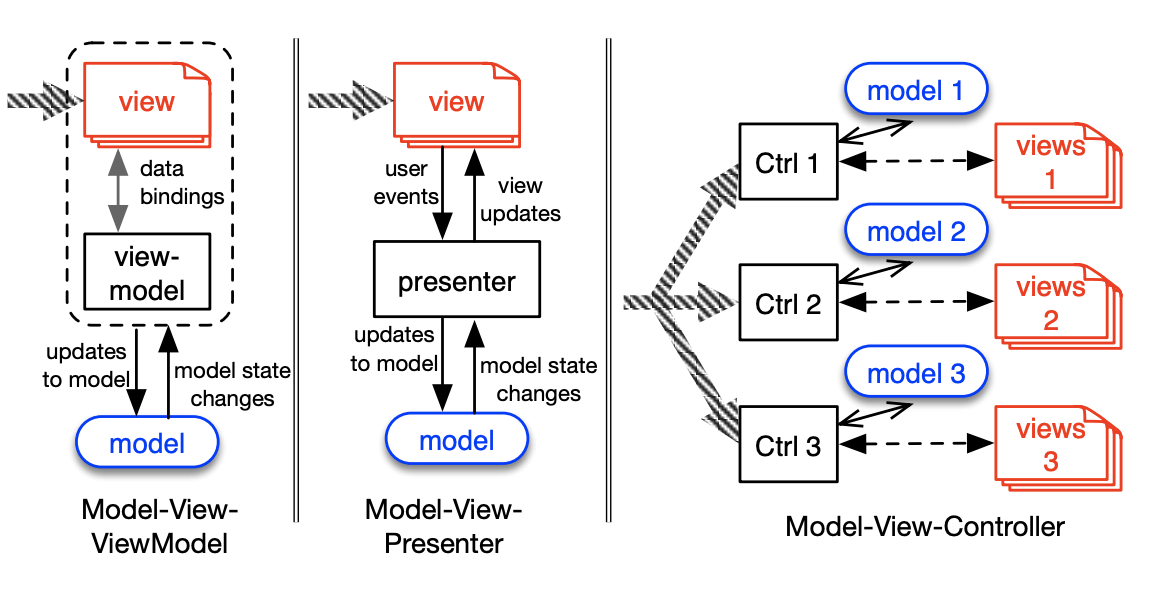 view
data
bindings
view-
model
updates
to model
model state
changes
model
Model-View-
ViewModel
view
user
events
view
updates
presenter
updates
to model
model state
changes
model
Model-View-
Presenter
model 1
Ctrl 1
views
1
model 2
Ctrl 2
views
2
model 3
Ctrl 3
views
3
Model-View-Controller